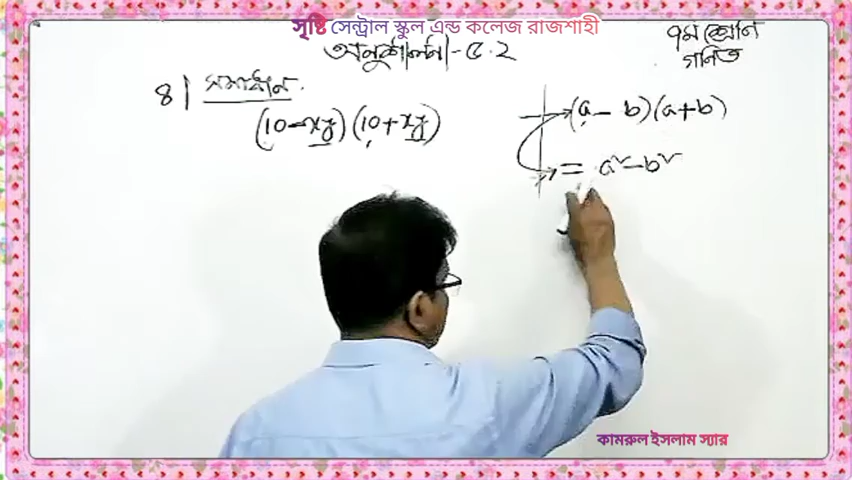 সৃষ্টি সেন্ট্রাল স্কুল এন্ড কলেজ রাজশাহী
৭ম শ্রেণি
গণিত
অনুশীলনী-৫.২
৪| সমাধান.
(10-xy)(10+xy)
(a-b)(a+b)
= a²-b²
কামরুল ইসলাম স্যার